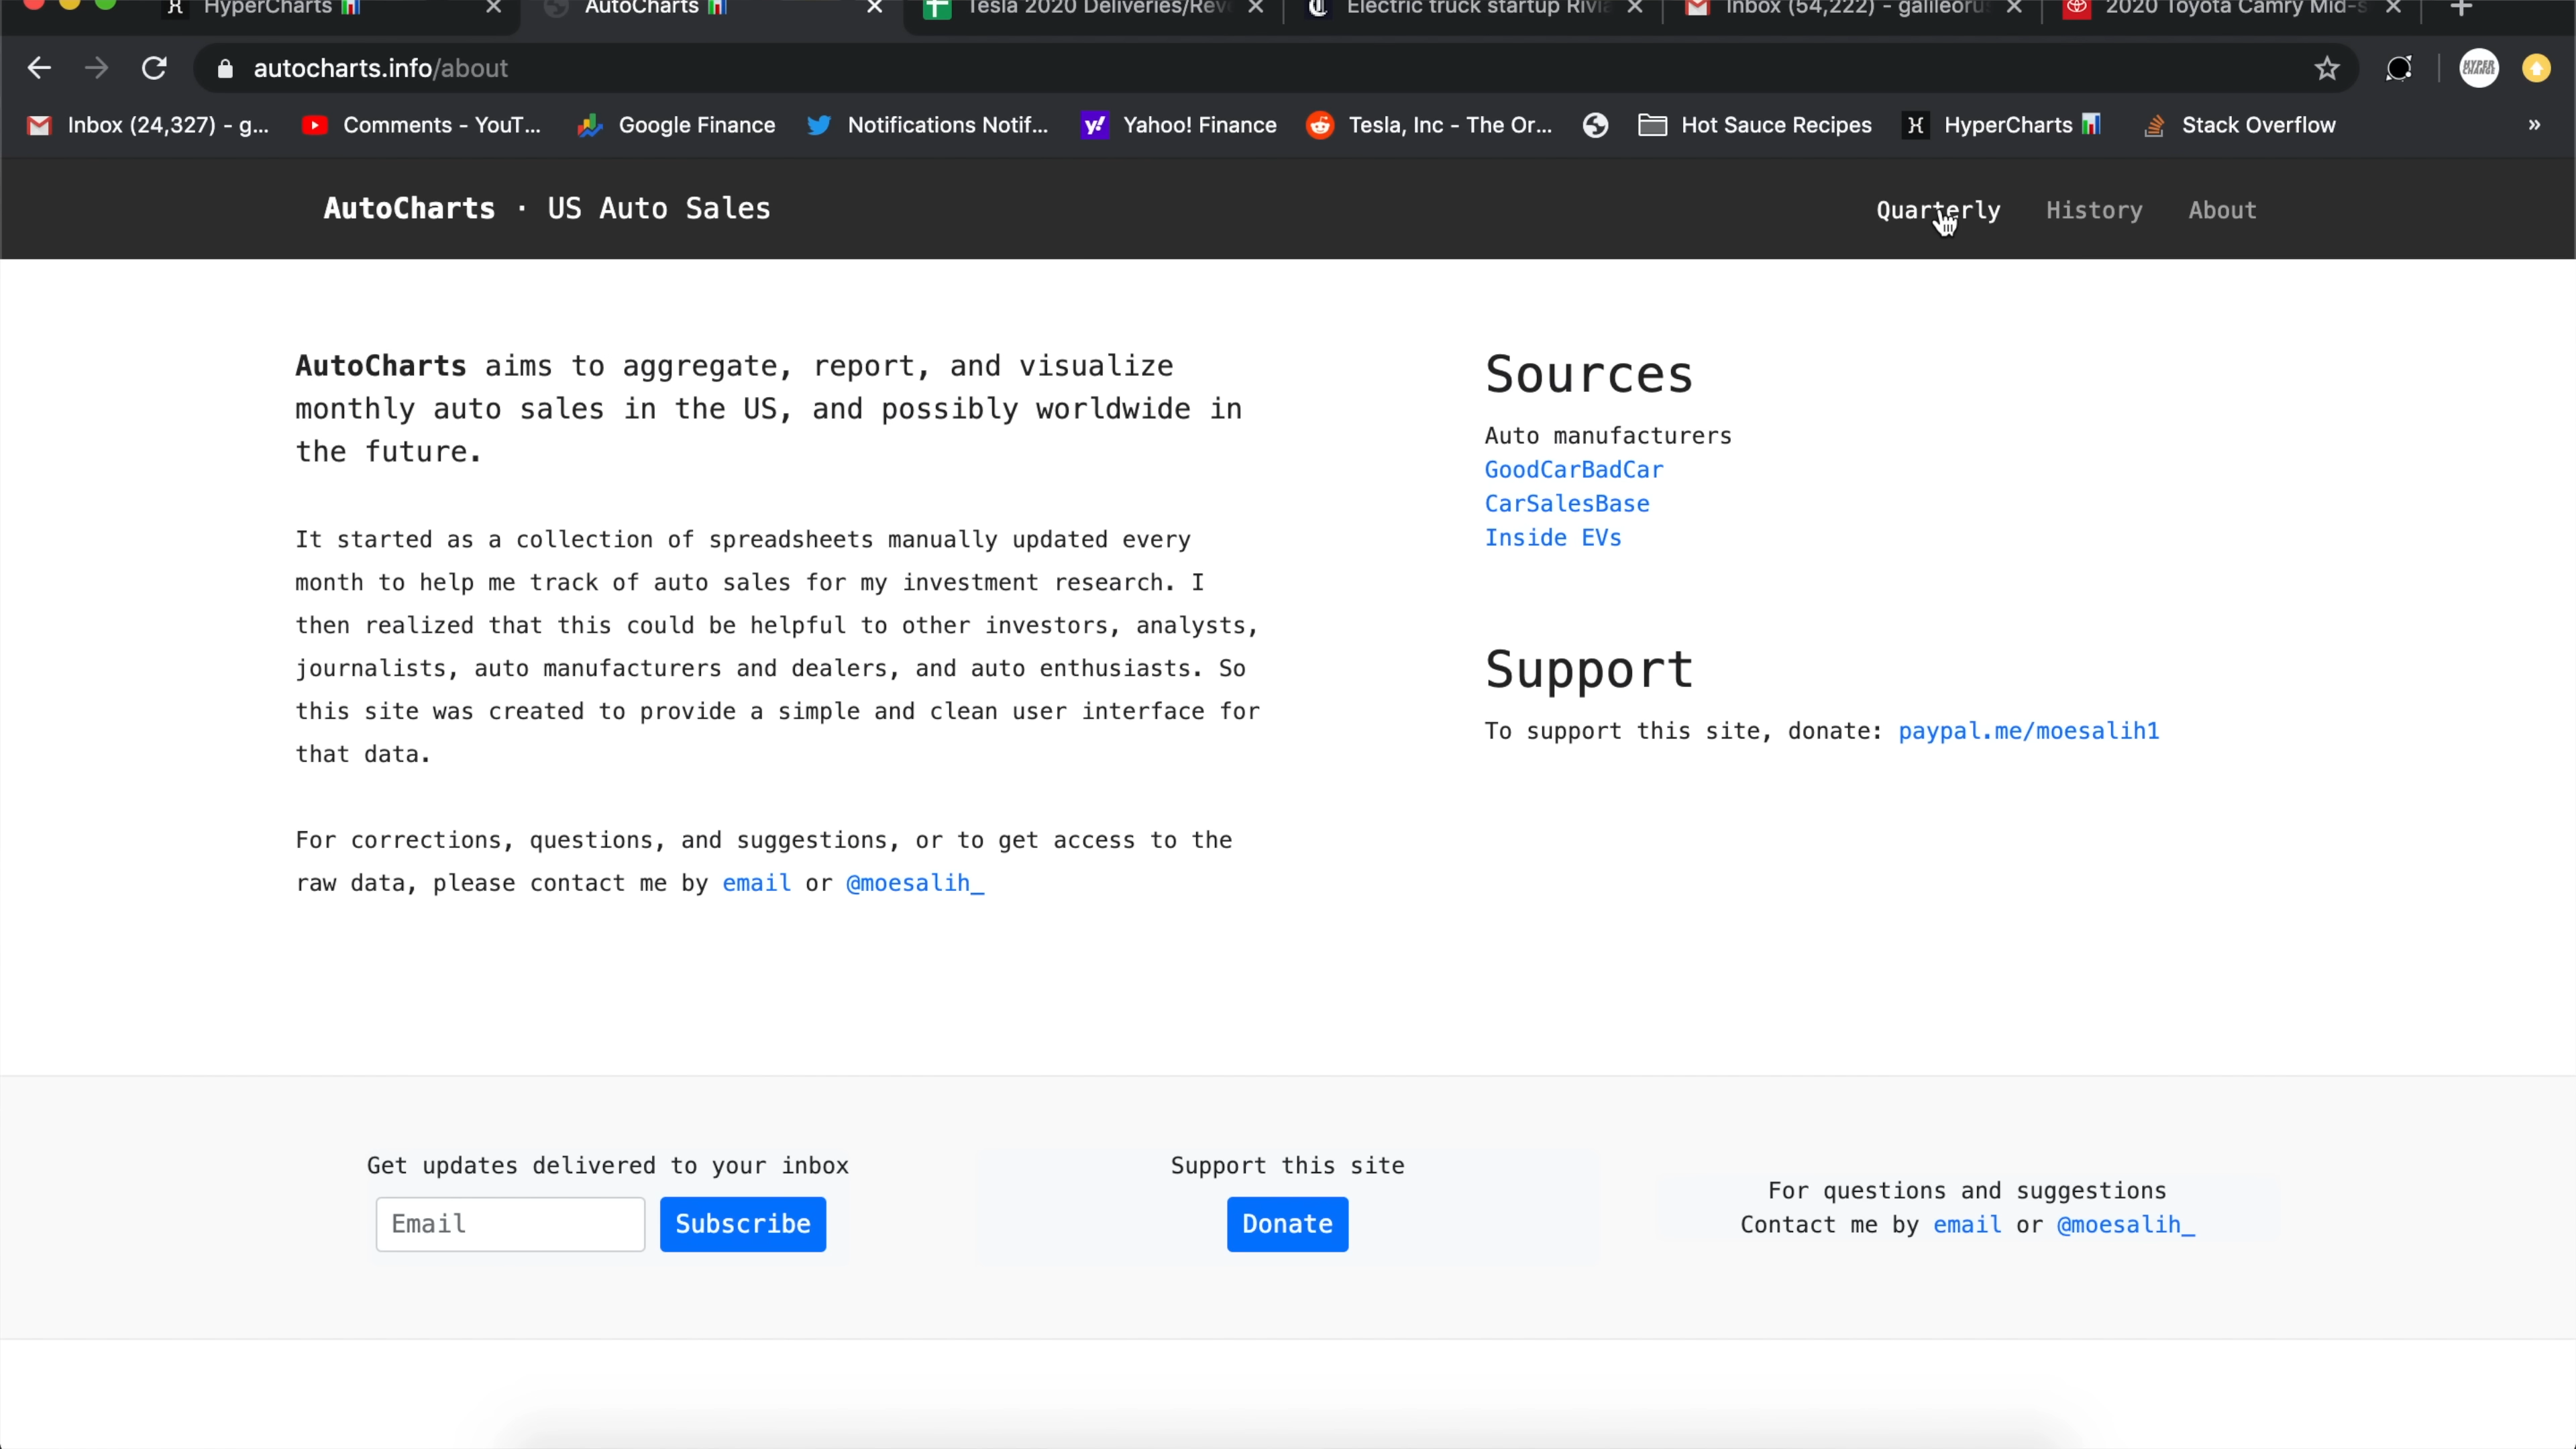 HyperCharts
AutoCharts
Tesla 2020 Deliveries/Rev
Electric truck startup Rivia
Inbox (54,222) - galileorus
2020 Toyota Camry Mid-s
autocharts.info/about
HYPER
CHANGE
Inbox (24,327) - g...
Comments - YouT...
Google Finance
Notifications Notif...
Yahoo! Finance
Tesla, Inc - The Or...
Hot Sauce Recipes
HyperCharts
Stack Overflow
»
AutoCharts · US Auto Sales
Quarterly
History
About
AutoCharts aims to aggregate, report, and visualize
monthly auto sales in the US, and possibly worldwide in
the future.
It started as a collection of spreadsheets manually updated every
month to help me track of auto sales for my investment research. I
then realized that this could be helpful to other investors, analysts,
journalists, auto manufacturers and dealers, and auto enthusiasts. So
this site was created to provide a simple and clean user interface for
that data.
For corrections, questions, and suggestions, or to get access to the
raw data, please contact me by email or @moesalih_
Sources
Auto manufacturers
GoodCarBadCar
CarSalesBase
Inside EVs
Support
To support this site, donate: paypal.me/moesalih1
Get updates delivered to your inbox
Email
Subscribe
Support this site
Donate
For questions and suggestions
Contact me by email or @moesalih_